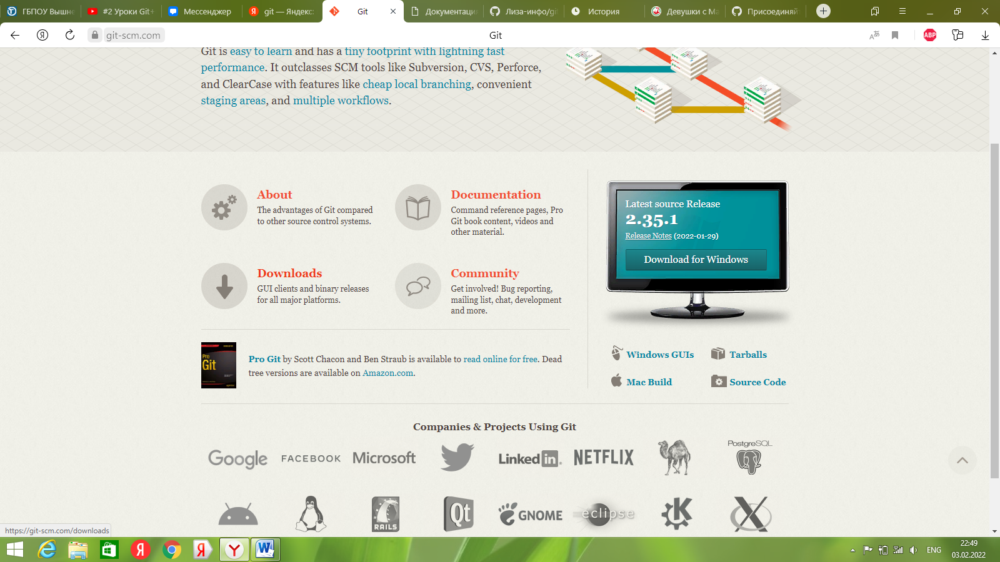 ГБПОУ Вышне
#2 Уроки Git+
Мессенджер
git — Яндекс:
Git
Документация
Лиза-инфо/git
История
Девушки с Ма
Присоединяйт
git-scm.com
Git
ABP
Git is easy to learn and has a tiny footprint with lightning fast
performance. It outclasses SCM tools like Subversion, CVS, Perforce,
and ClearCase with features like cheap local branching, convenient
staging areas, and multiple workflows.
About
The advantages of Git compared
to other source control systems.
Documentation
Command reference pages, Pro
Git book content, videos and
other material.
Downloads
GUI clients and binary releases
for all major platforms.
Community
Get involved! Bug reporting,
mailing list, chat, development
and more.
Latest source Release
2.35.1
Release Notes (2022-01-29)
Download for Windows
Pro
Git
Pro Git by Scott Chacon and Ben Straub is available to read online for free. Dead
tree versions are available on Amazon.com.
Windows GUIs
Tarballs
Mac Build
Source Code
Companies & Projects Using Git
Google
FACEBOOK
Microsoft
Linked in
NETFLIX
PostgreSQL
RAILS
Qt
GNOME
eclipse
https://git-scm.com/downloads
ENG
22:49
03.02.2022